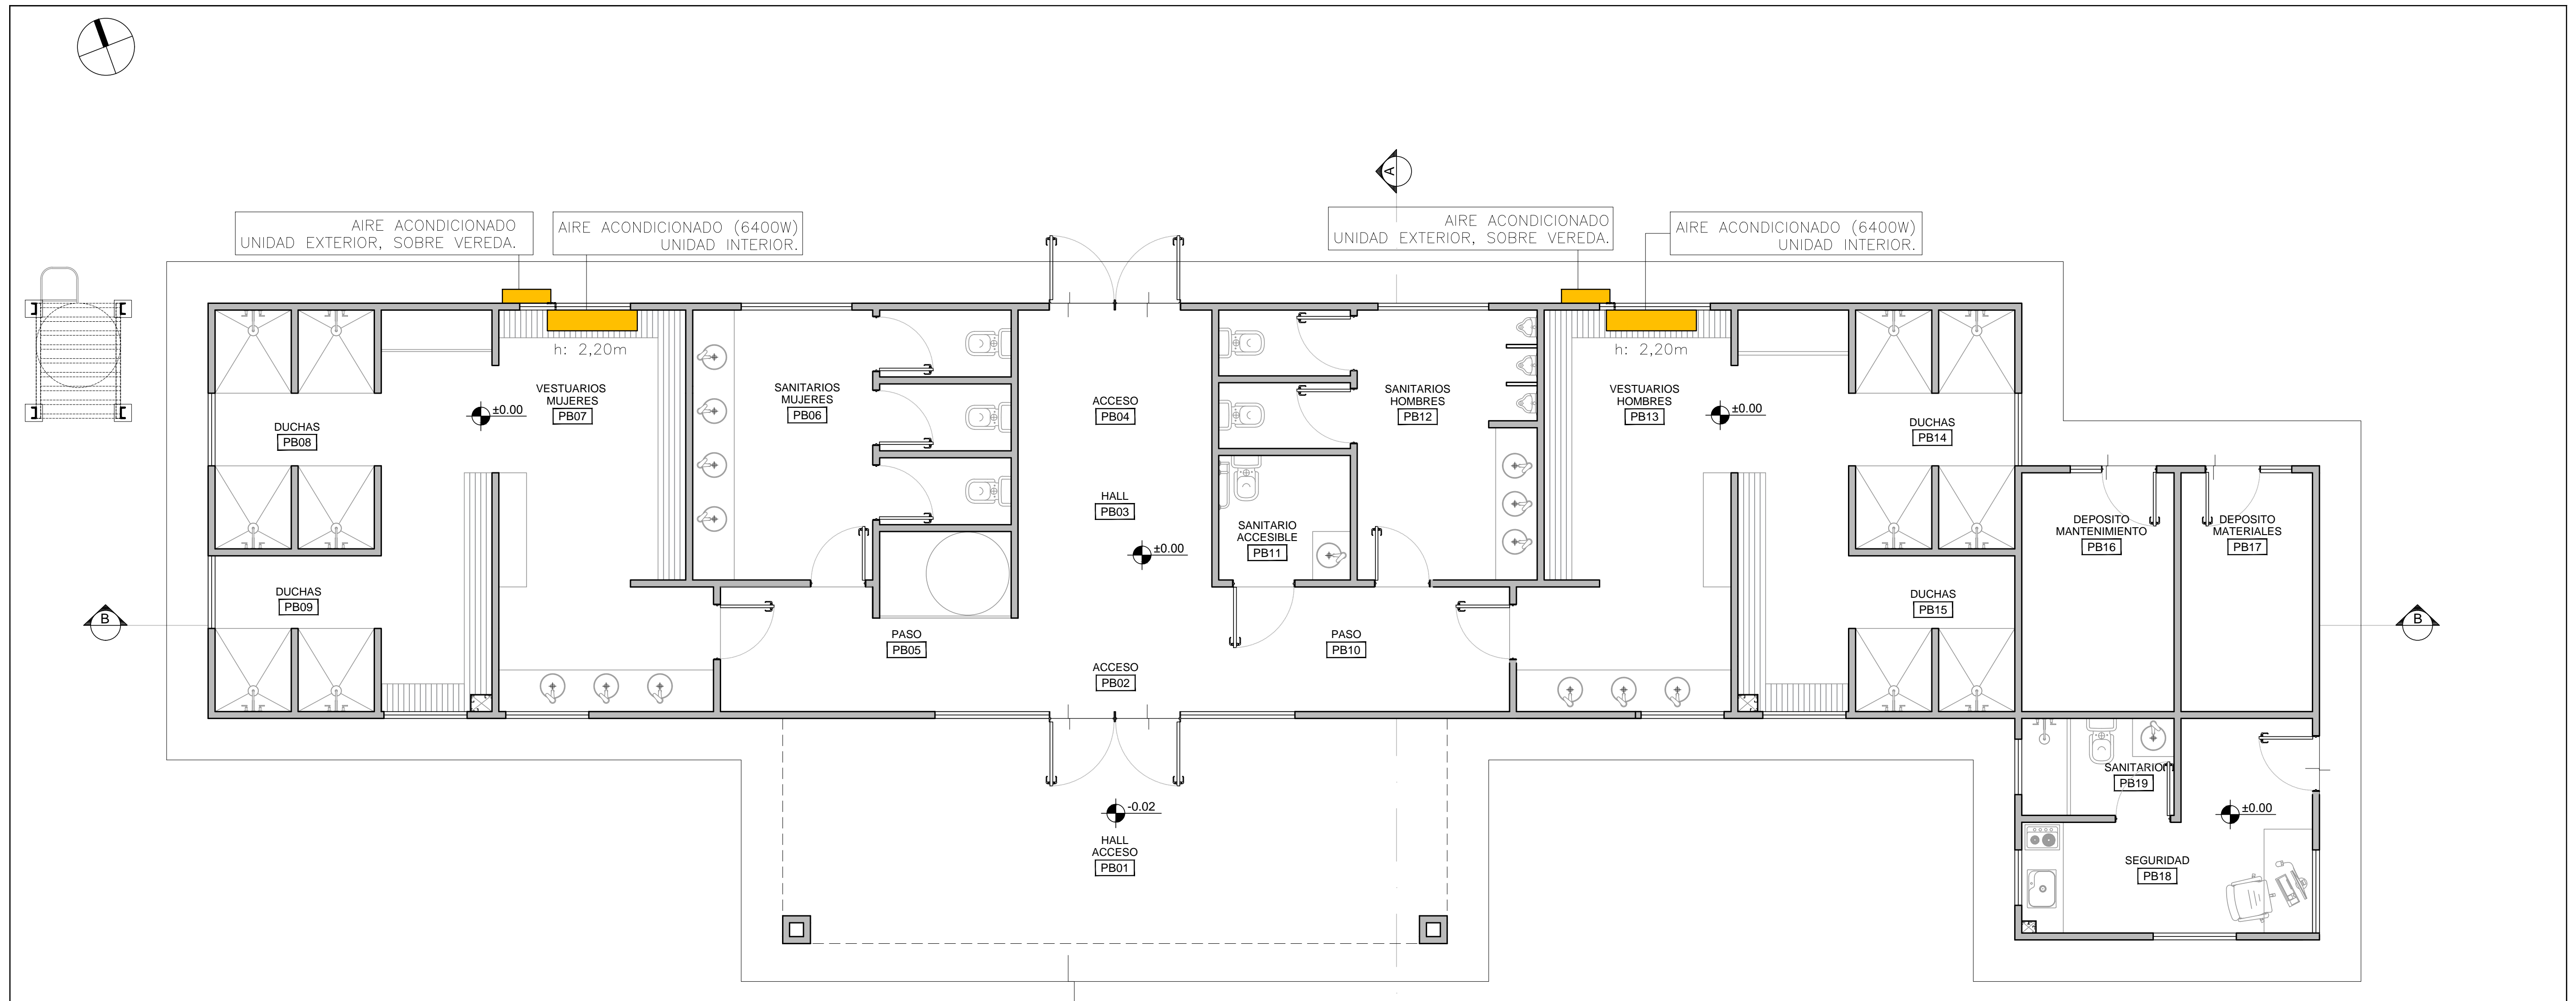 A
AIRE ACONDICIONADO
UNIDAD EXTERIOR, SOBRE VEREDA.
AIRE ACONDICIONADO (6400W)
UNIDAD INTERIOR.
AIRE ACONDICIONADO
UNIDAD EXTERIOR, SOBRE VEREDA.
AIRE ACONDICIONADO (6400W)
UNIDAD INTERIOR.
h: 2,20m
h: 2,20m
VESTUARIOS
MUJERES
PB07
±0.00
SANITARIOS
MUJERES
PB06
ACCESO
PB04
SANITARIOS
HOMBRES
PB12
VESTUARIOS
HOMBRES
PB13
±0.00
DUCHAS
PB08
DUCHAS
PB14
HALL
PB03
±0.00
SANITARIO
ACCESIBLE
PB11
DEPOSITO
MANTENIMIENTO
PB16
DEPOSITO
MATERIALES
PB17
DUCHAS
PB09
DUCHAS
PB15
B
B
PASO
PB05
PASO
PB10
ACCESO
PB02
SANITARIO
PB19
-0.02
±0.00
HALL
ACCESO
PB01
SEGURIDAD
PB18